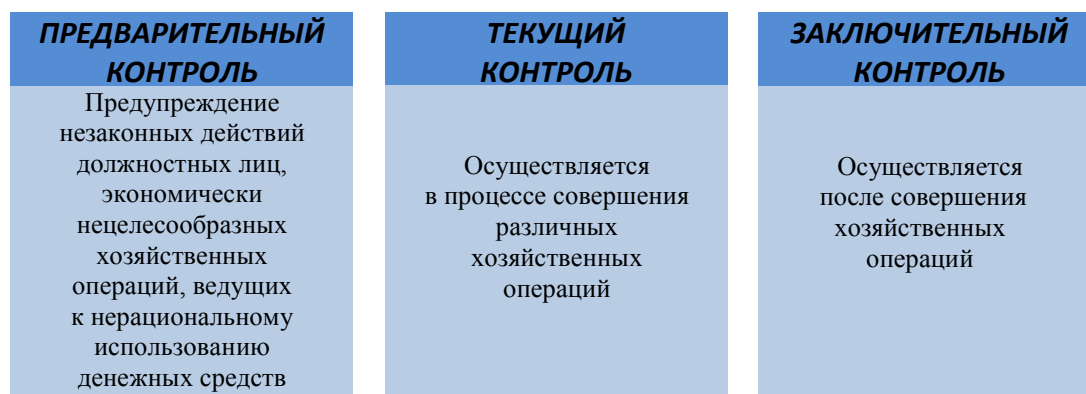 ПРЕДВАРИТЕЛЬНЫЙ
КОНТРОЛЬ
Предупреждение
незаконных действий
должностных лиц,
экономически
нецелесообразных
хозяйственных
операций, ведущих
к нерациональному
использованию
денежных средств
ТЕКУЩИЙ
КОНТРОЛЬ
Осуществляется
в процессе совершения
различных
хозяйственных
операций
ЗАКЛЮЧИТЕЛЬНЫЙ
КОНТРОЛЬ
Осуществляется
после совершения
хозяйственных
операций